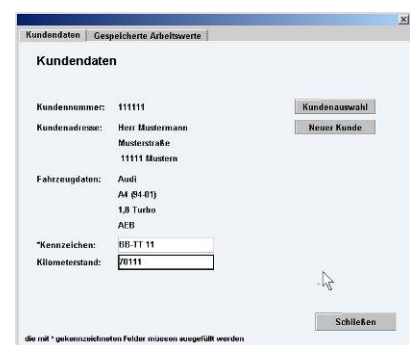 Kundendaten Gespeicherte Arbeitswerte
Kundendaten
Kundennummer: 111111 Kundenauswahl
Kundenadresse: Herr Mustermann Neuer Kunde
Musterstraße
11111 Mustern
Fahrzeugdaten: Audi
A4 (94-01)
1,8 Turbo
AEB
*Kennzeichen: BB-TT 11
Kilometerstand: 70111
Schließen
die mit * gekennzeichneten Felder müssen ausgefüllt werden